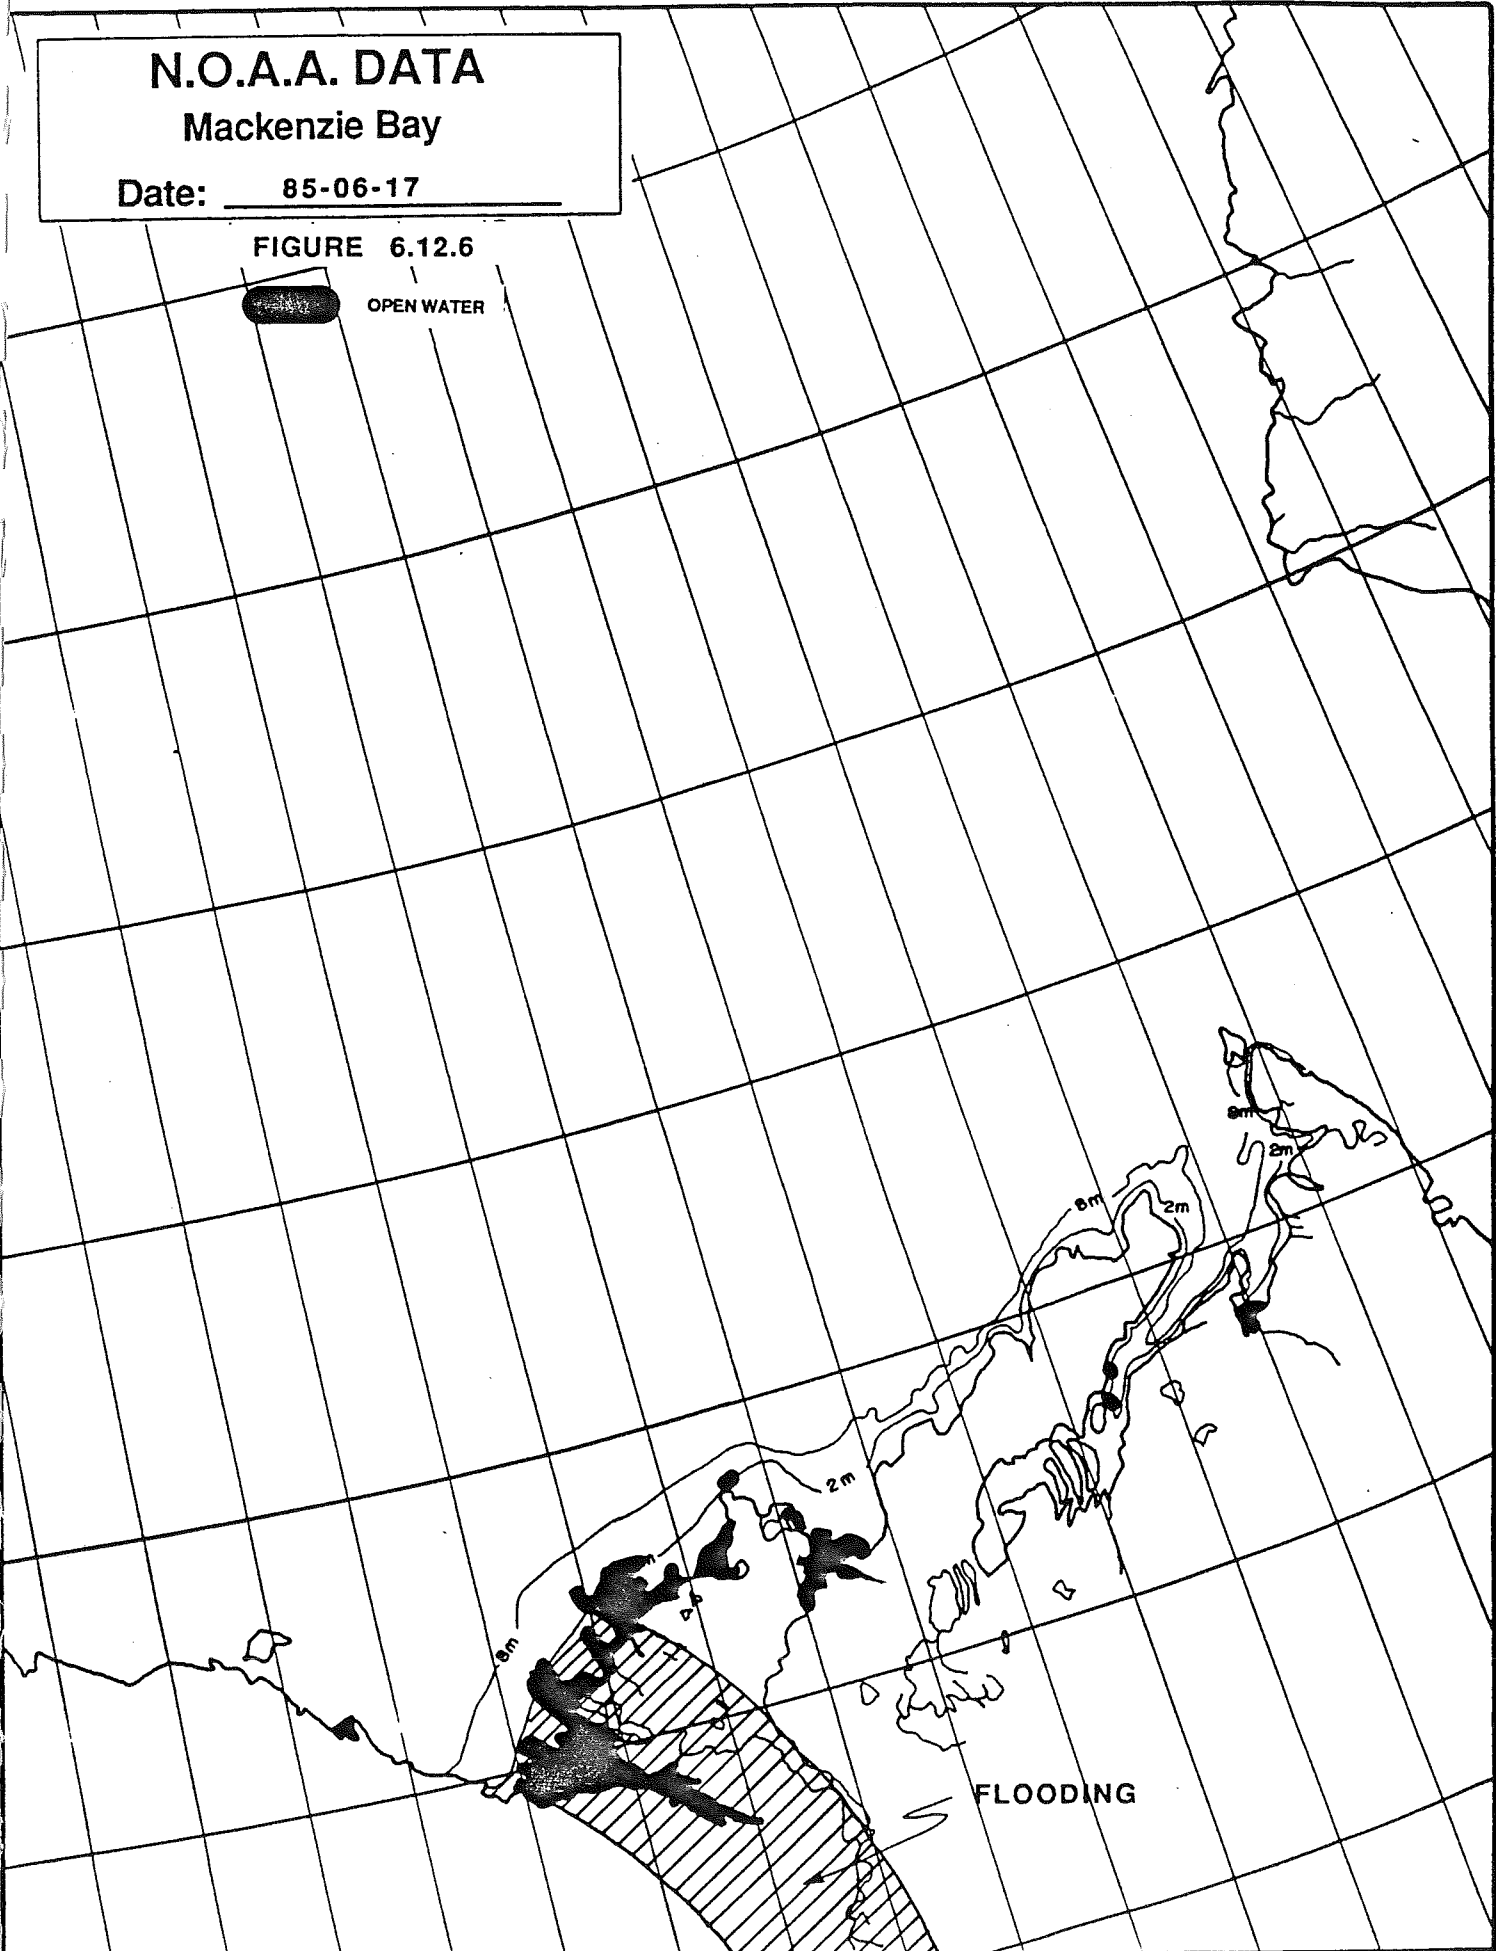 N.O.A.A. DATA
Mackenzie Bay
Date: 85-06-17
FIGURE 6.12.6
OPEN WATER
8m
2m
8m
2m
2m
8m
FLOODING